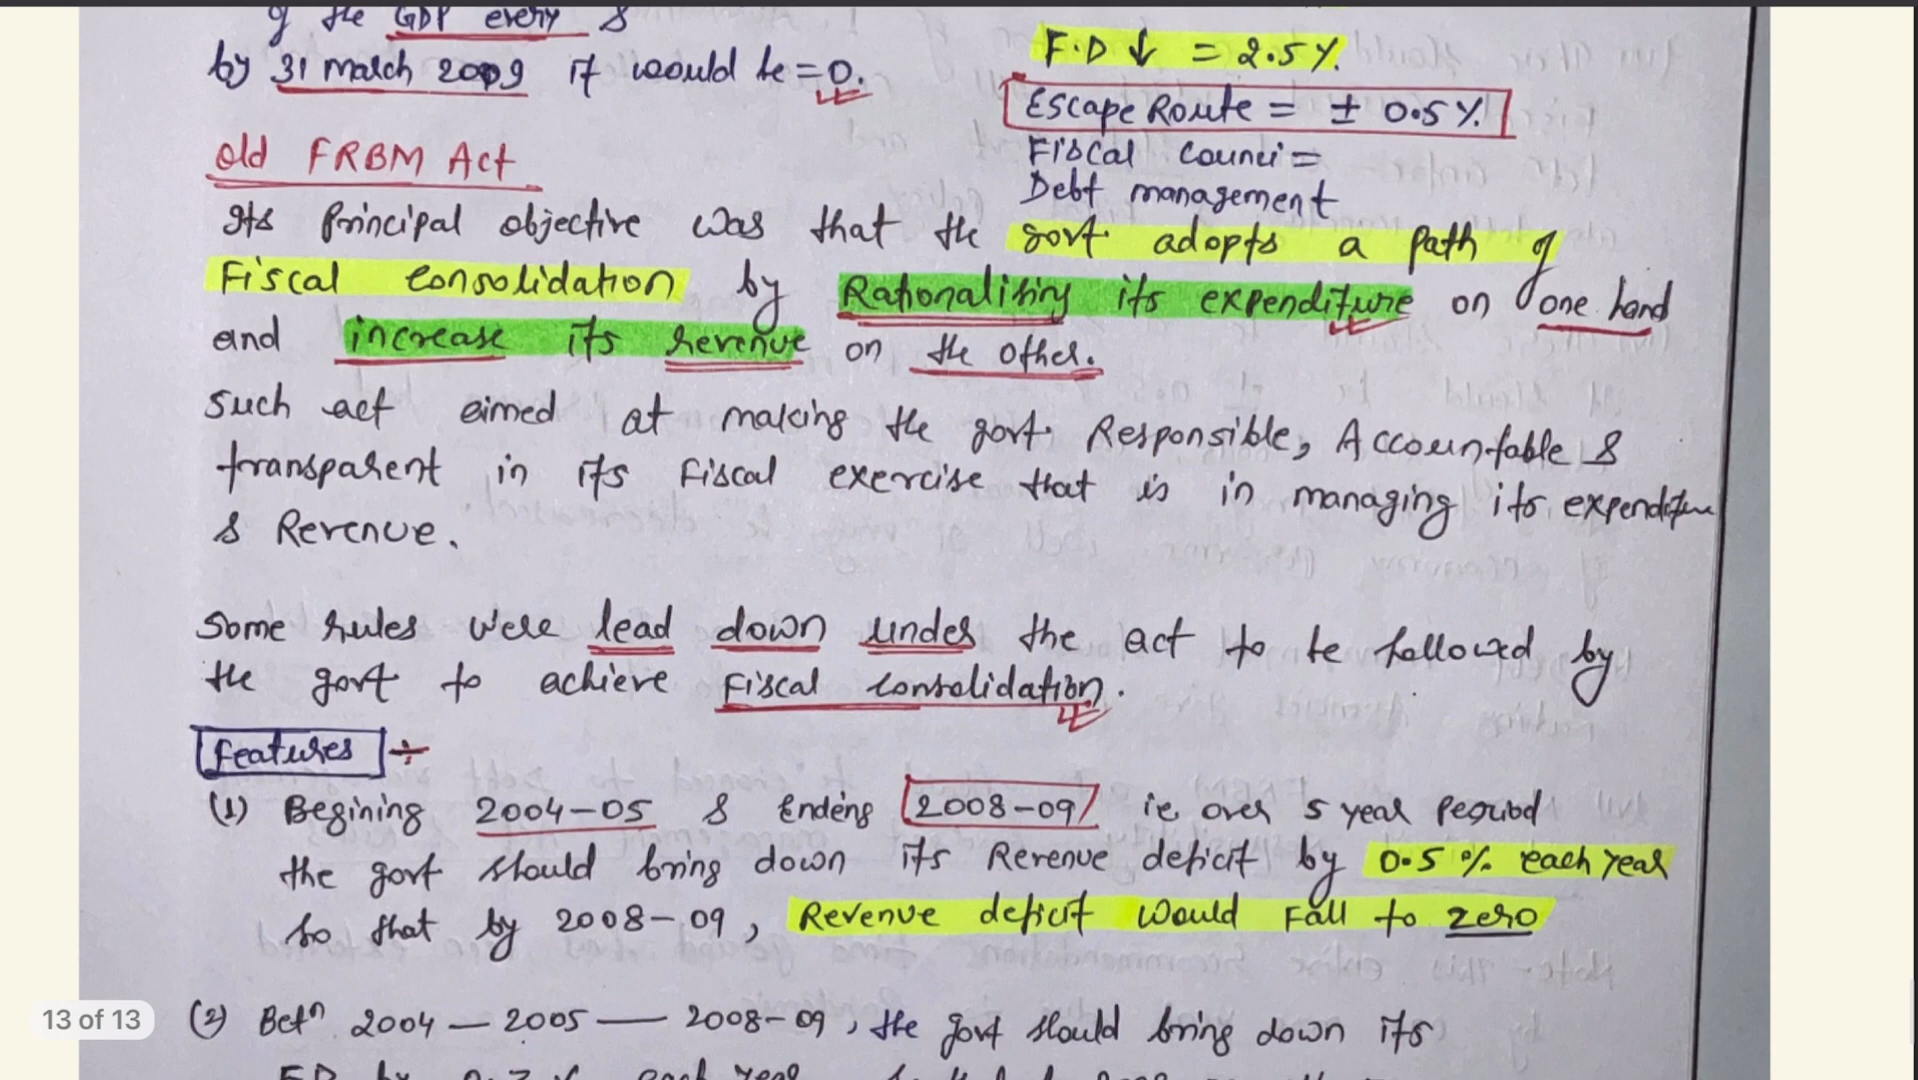 of the GDP every &
by 31 march 2009 it would be = 0.
F.D ↓ = 2.5 %.
Escape Route = ± 0.5 %.
Fiscal Counci =
Debt management
old FRBM Act
Its Principal objective was that the govt. adopts a path of
Fiscal consolidation by Rationalising its expenditure on one hand
and increase its revenue on the other.
Such act aimed at making the govt. Responsible, Accountable &
transparent in its Fiscal exercise that is in managing its expenditure
& Revenue.
Some rules were lead down under the act to be followed by
the govt to achieve Fiscal consolidation.
Features ÷
(1) Begining 2004-05 & Ending 2008-09 ie over 5 year period
the govt should bring down its Revenue deficit by 0.5 % each year
so that by 2008-09, Revenue deficit would Fall to zero
(2) Betn 2004 — 2005 — 2008-09, the govt should bring down its
13 of 13